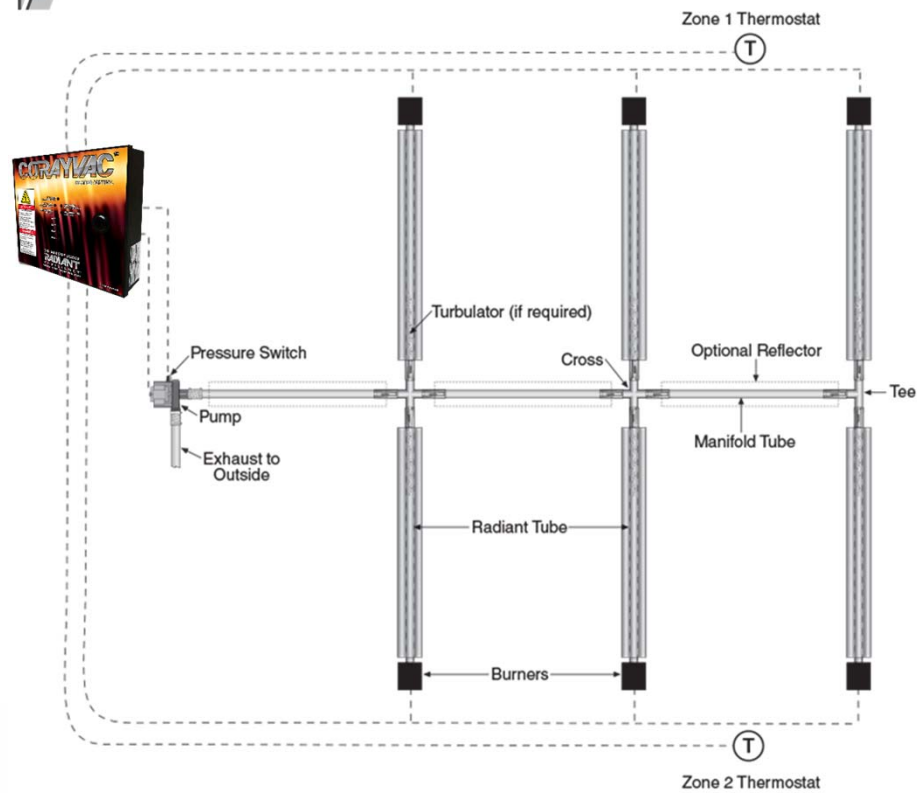 Zone 1 Thermostat
T
CORAYVAC
RADIANT
Turbulator (if required)
Pressure Switch
Cross
Optional Reflector
Tee
Pump
Manifold Tube
Exhaust to
Outside
Radiant Tube
Burners
T
Zone 2 Thermostat